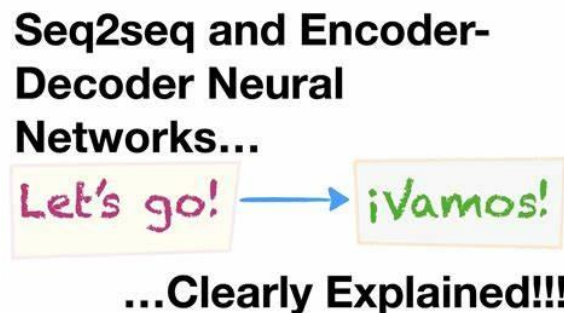 Seq2seq and Encoder-
Decoder Neural
Networks...
Let's go! ¡Vamos!
...Clearly Explained!!!